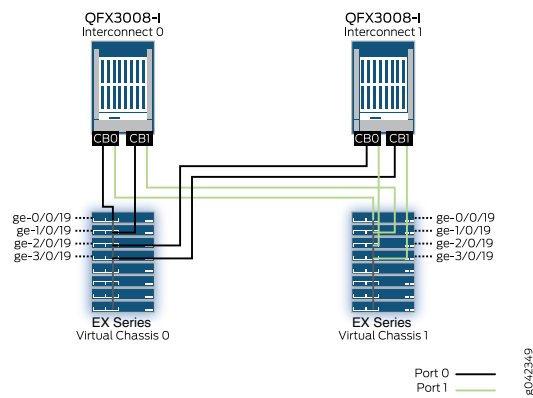 QFX3008-I
Interconnect 0
QFX3008-I
Interconnect 1
CB0
CB1
CB0
CB1
ge-0/0/19
ge-1/0/19
ge-2/0/19
ge-3/0/19
ge-0/0/19
ge-1/0/19
ge-2/0/19
ge-3/0/19
EX Series
Virtual Chassis 0
EX Series
Virtual Chassis 1
Port 0
Port 1
g042349